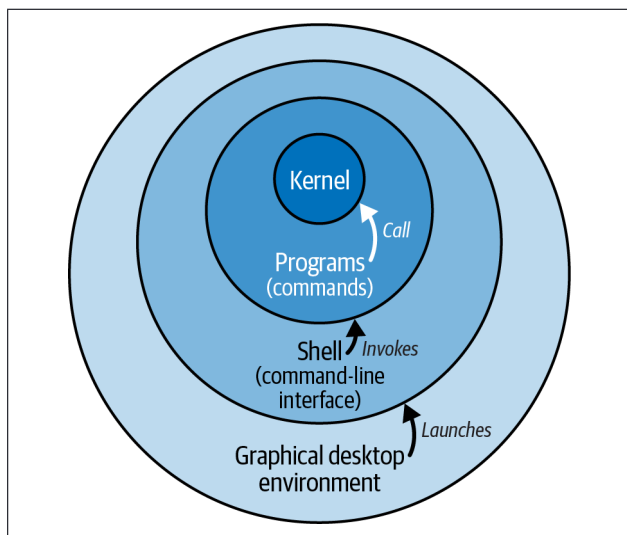 Kernel
Call
Programs
(commands)
Shell
Invokes
(command-line
interface)
Launches
Graphical desktop
environment